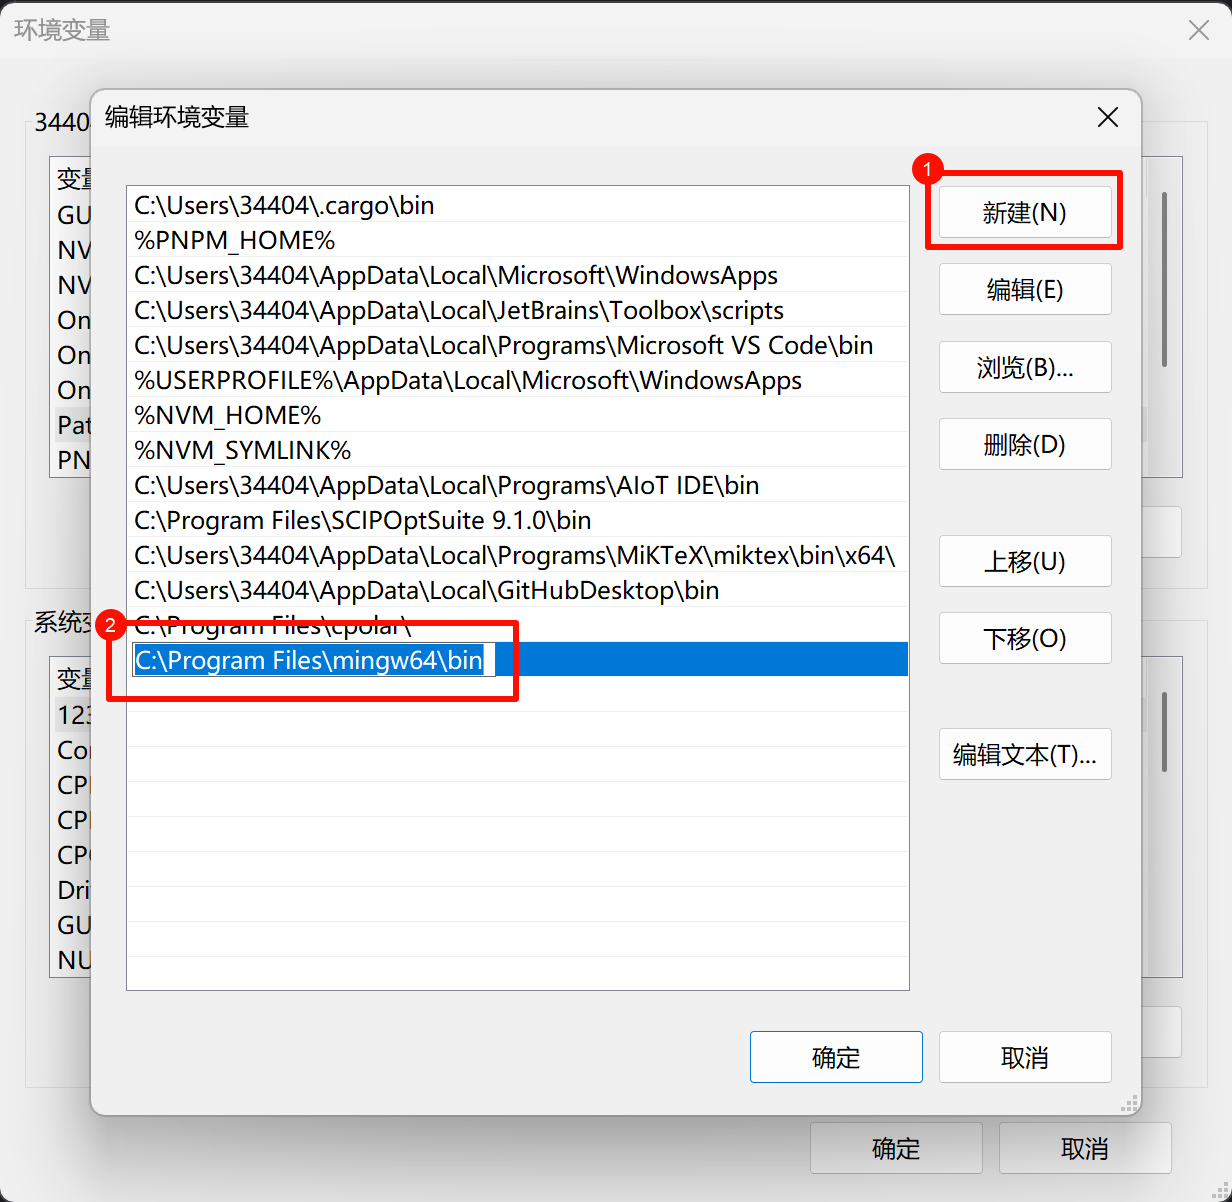 环境变量
编辑环境变量
C:\Users\34404\.cargo\bin
%PNPM_HOME%
C:\Users\34404\AppData\Local\Microsoft\WindowsApps
C:\Users\34404\AppData\Local\JetBrains\Toolbox\scripts
C:\Users\34404\AppData\Local\Programs\Microsoft VS Code\bin
%USERPROFILE%\AppData\Local\Microsoft\WindowsApps
%NVM_HOME%
%NVM_SYMLINK%
C:\Users\34404\AppData\Local\Programs\AIoT IDE\bin
C:\Program Files\SCIPOptSuite 9.1.0\bin
C:\Users\34404\AppData\Local\Programs\MiKTeX\miktex\bin\x64\
C:\Users\34404\AppData\Local\GitHubDesktop\bin
C:\Program Files\cpolar\
2
C:\Program Files\mingw64\bin
1
新建(N)
编辑(E)
浏览(B)...
删除(D)
上移(U)
下移(O)
编辑文本(T)...
确定
取消
3440
变
GU
NV
NV
On
On
On
Pat
PN
系统
变
123
Co
CP
CP
CP
Dri
GU
NU
确定
取消